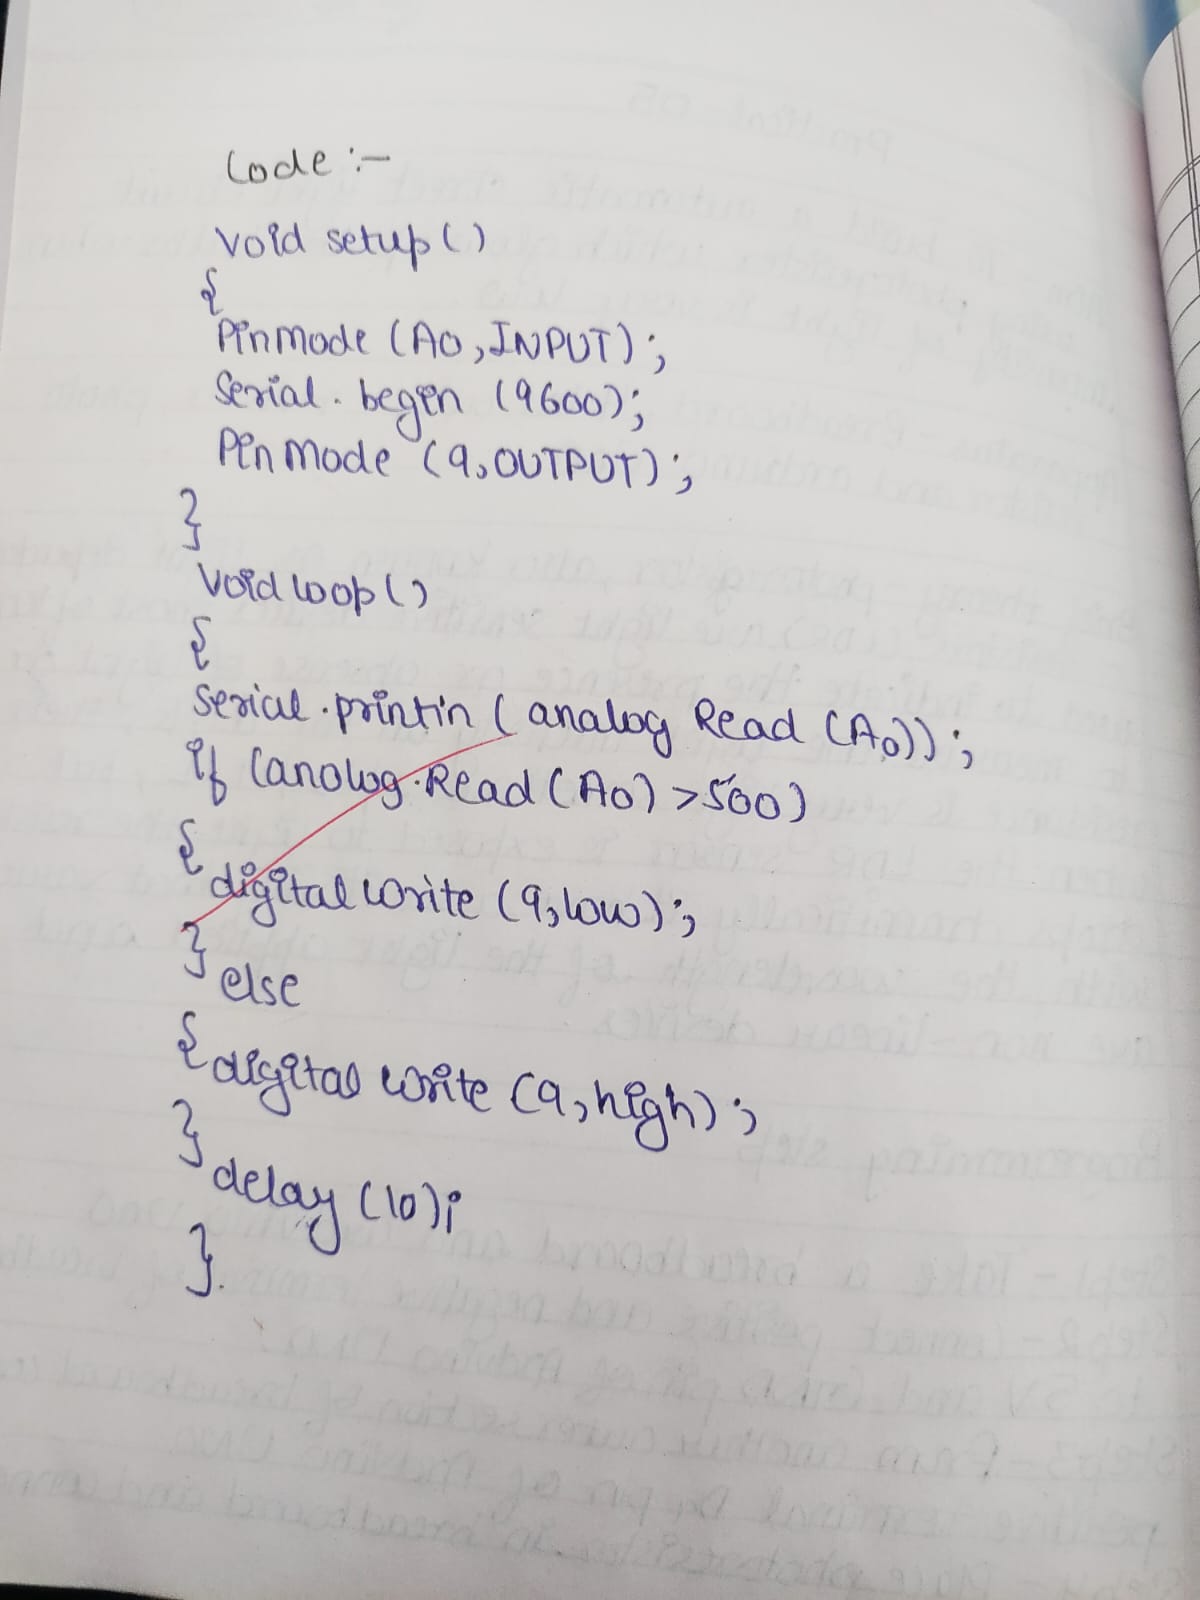 Code :-
void setup ()
{
Pinmode (A0, INPUT);
Serial. begin (9600);
Pin Mode (9, OUTPUT);
}
void loop ()
{
Serial.printin ( analog Read (A0));
if (anolog.Read (A0) >500)
{
digital write (9, low);
}
else
{
digital write (9, high);
}
delay (10);
}.